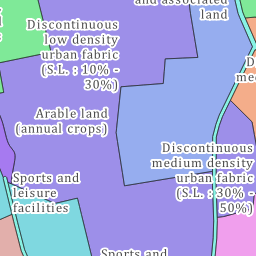 and associated
land
Discontinuous
low density
urban fabric
(S.L. : 10% -
30%)
D
me
Arable land
(annual crops)
Discontinuous
medium density
urban fabric
(S.L. : 30% -
50%)
Sports and
leisure
facilities
Sports and